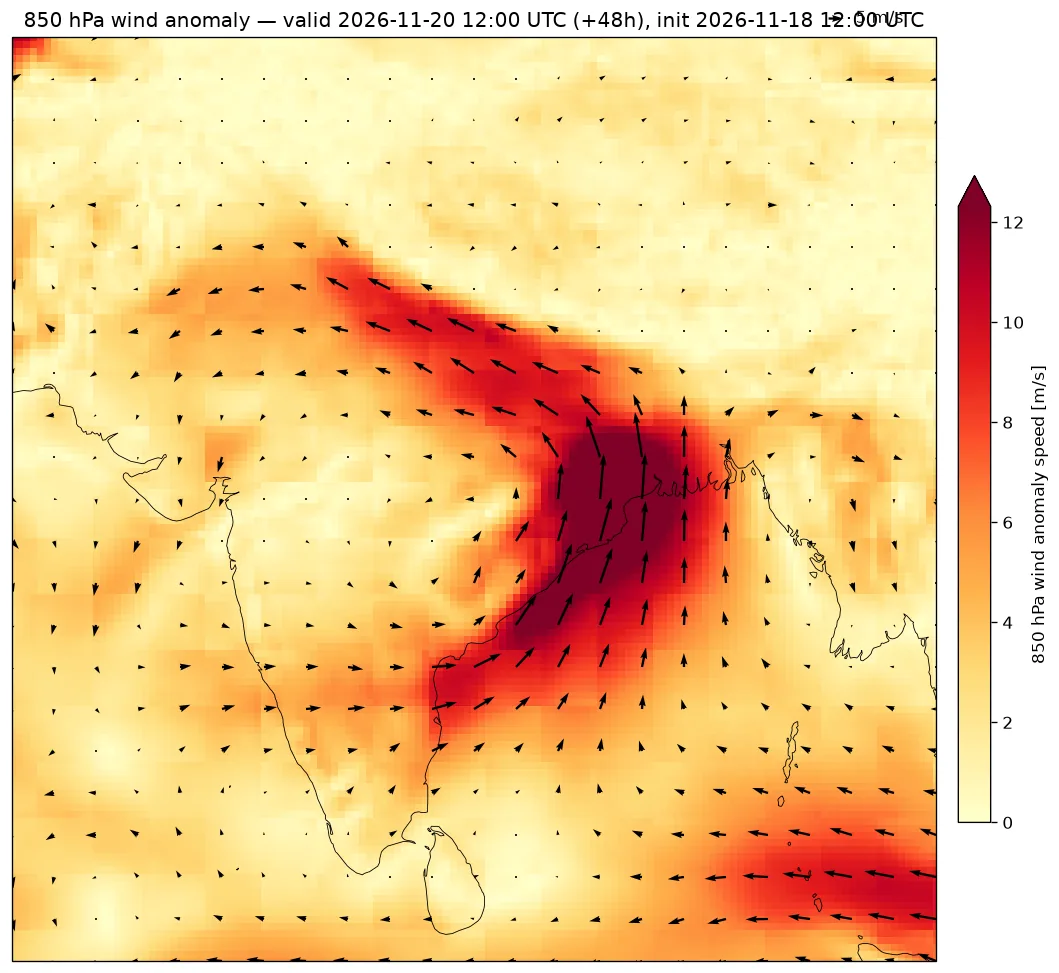 850 hPa wind anomaly — valid 2026-11-20 12:00 UTC (+48h), init 2026-11-18 12:00 UTC
5 m/s
12
10
8
6
4
2
0
850 hPa wind anomaly speed [m/s]